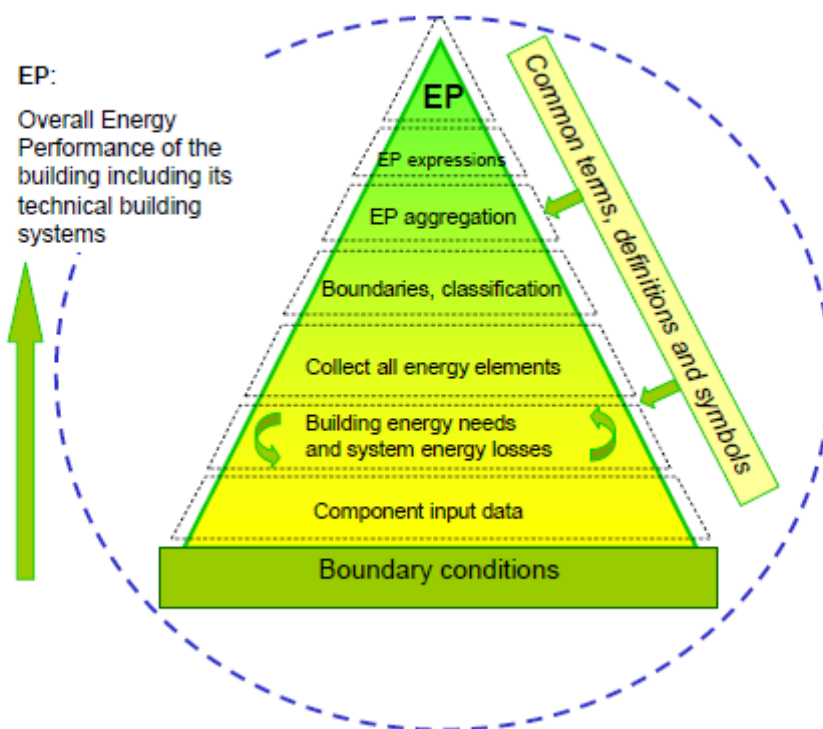 EP:
Overall Energy
Performance of the
building including its
technical building
systems
EP
EP expressions
EP aggregation
Boundaries, classification
Collect all energy elements
Building energy needs
and system energy losses
Component input data
Boundary conditions
Common terms, definitions and symbols